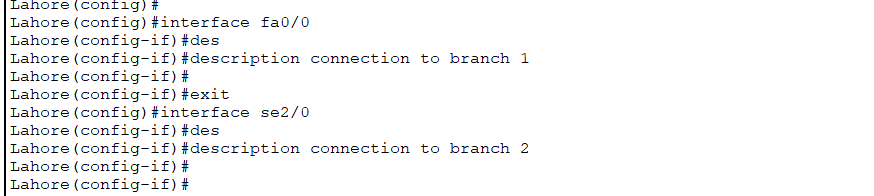 Lahore(config)#
Lahore(config)#interface fa0/0
Lahore(config-if)#des
Lahore(config-if)#description connection to branch 1
Lahore(config-if)#
Lahore(config-if)#exit
Lahore(config)#interface se2/0
Lahore(config-if)#des
Lahore(config-if)#description connection to branch 2
Lahore(config-if)#
Lahore(config-if)#